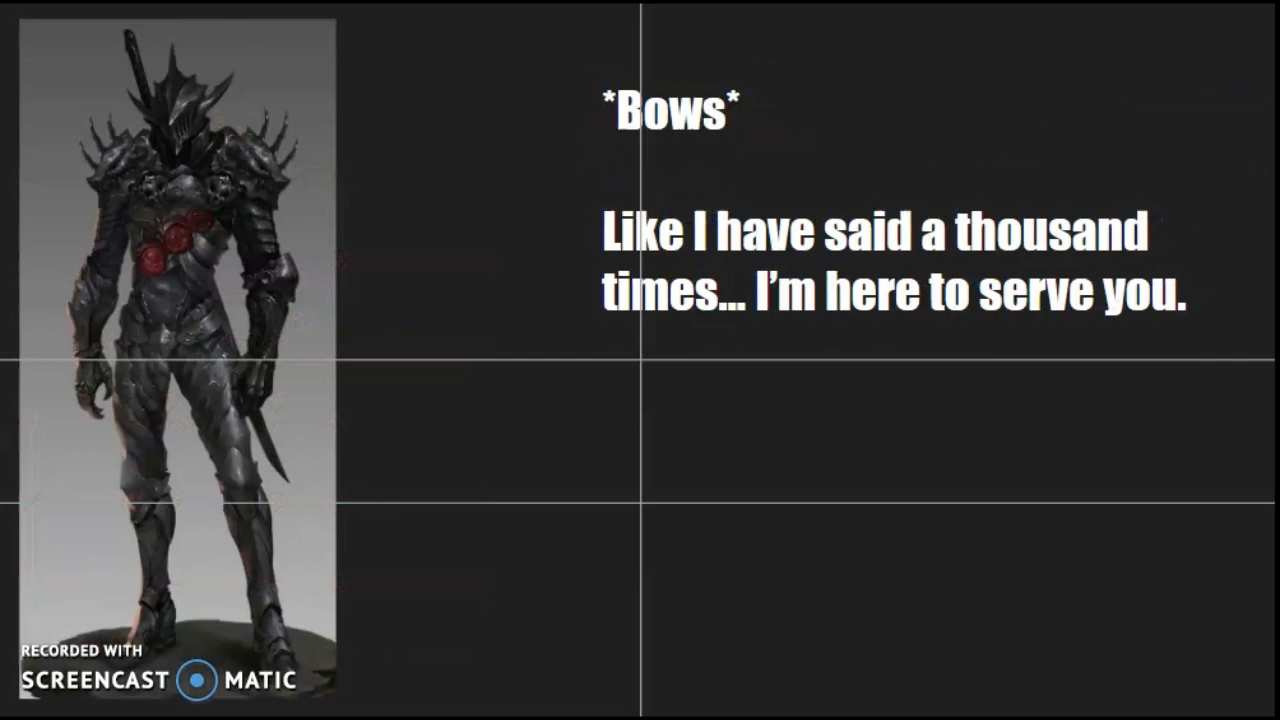 *Bows*
Like I have said a thousand
times... I'm here to serve you.
RECORDED WITH
SCREENCAST MATIC